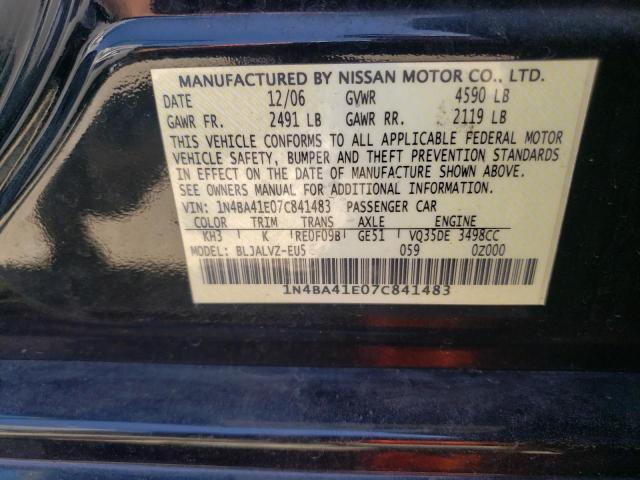 MANUFACTURED BY NISSAN MOTOR CO., LTD.
DATE 12/06 GVWR 4590 LB
GAWR FR. 2491 LB GAWR RR. 2119 LB
THIS VEHICLE CONFORMS TO ALL APPLICABLE FEDERAL MOTOR
VEHICLE SAFETY, BUMPER AND THEFT PREVENTION STANDARDS
IN EFFECT ON THE DATE OF MANUFACTURE SHOWN ABOVE.
SEE OWNERS MANUAL FOR ADDITIONAL INFORMATION.
VIN: 1N4BA41E07C841483 PASSENGER CAR
COLOR TRIM TRANS AXLE ENGINE
KH3 K RE0F09B GE51 VQ35DE 3498CC
MODEL: BLJALVZ-EU5 059 0Z000
1N4BA41E07C841483